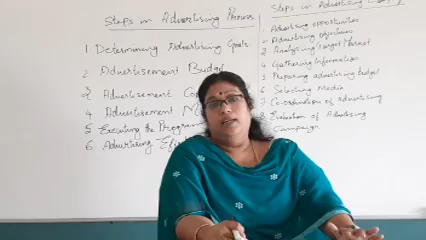 Steps in Advertising Process
1 Determining Advertising Goals
2 Advertisement Budget
3 Advertisement
4 Advertisement
5 Executing the Programme
6 Advertising
Steps in Advertising
1 Advertising opportunities
2 Advertising objectives
3 Analysing Target Market
4 Gathering Information
5 Preparing advertising budget
6 Selecting Media
7 Co-ordination of advertising
8 Evaluation of Advertising
Campaign